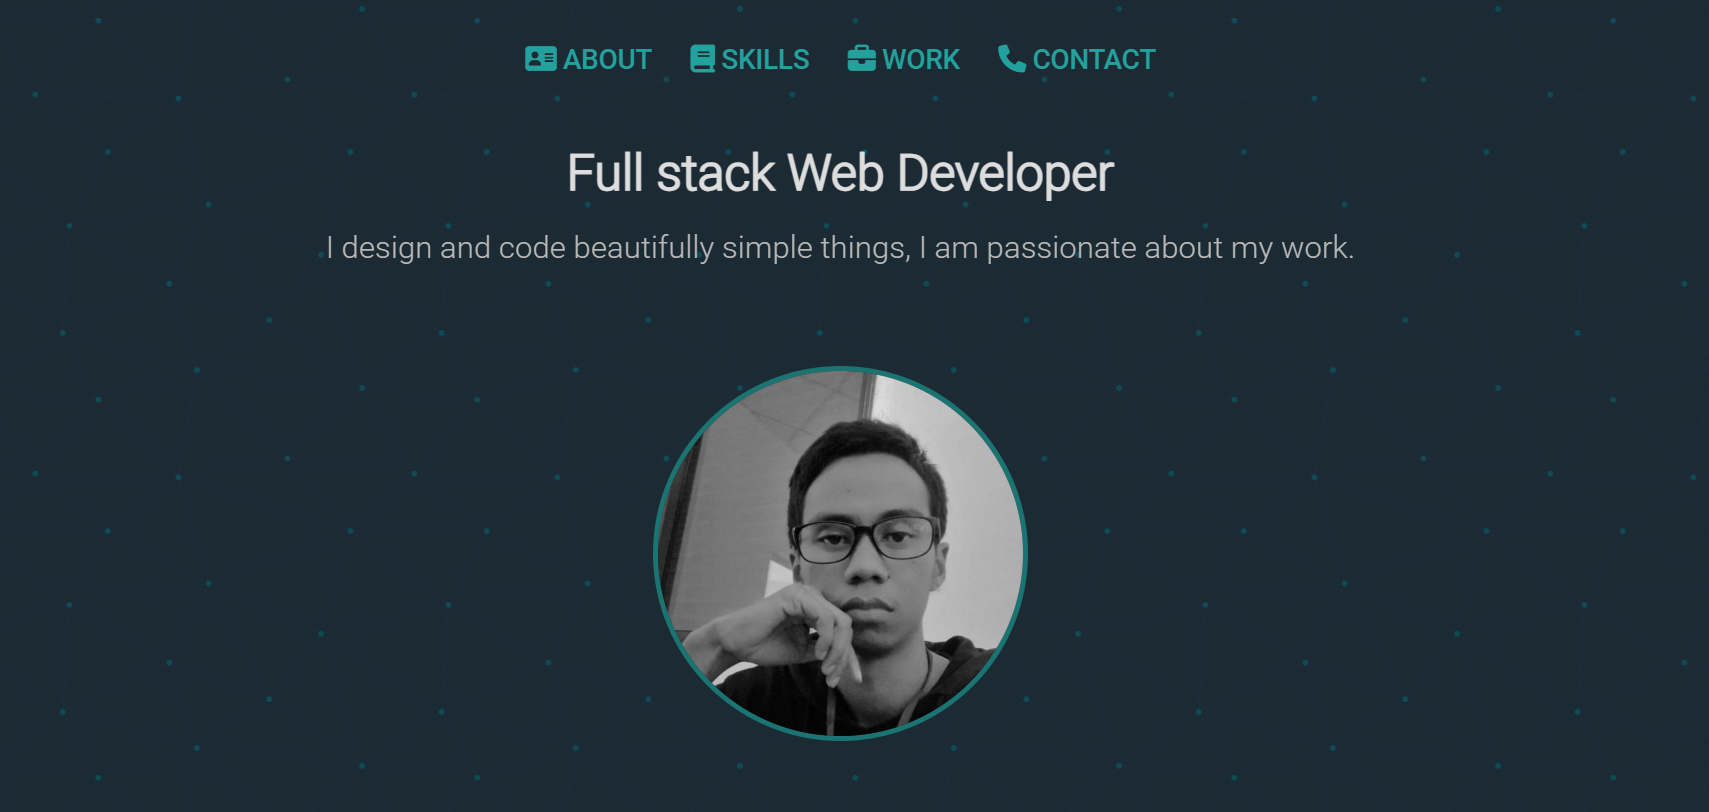 ABOUT SKILLS WORK CONTACT
Full stack Web Developer
I design and code beautifully simple things, I am passionate about my work.